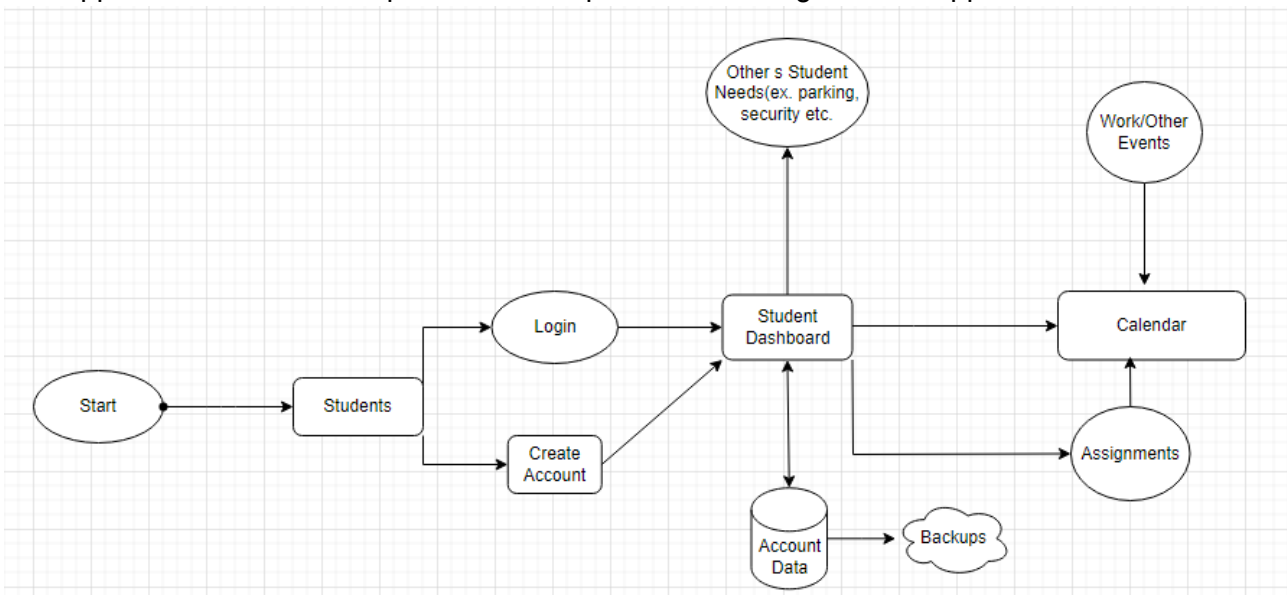 Other s Student
Needs(ex. parking,
security etc.
Work/Other
Events
Login
Student
Dashboard
Calendar
Start
Students
Create
Account
Assignments
Account
Data
Backups